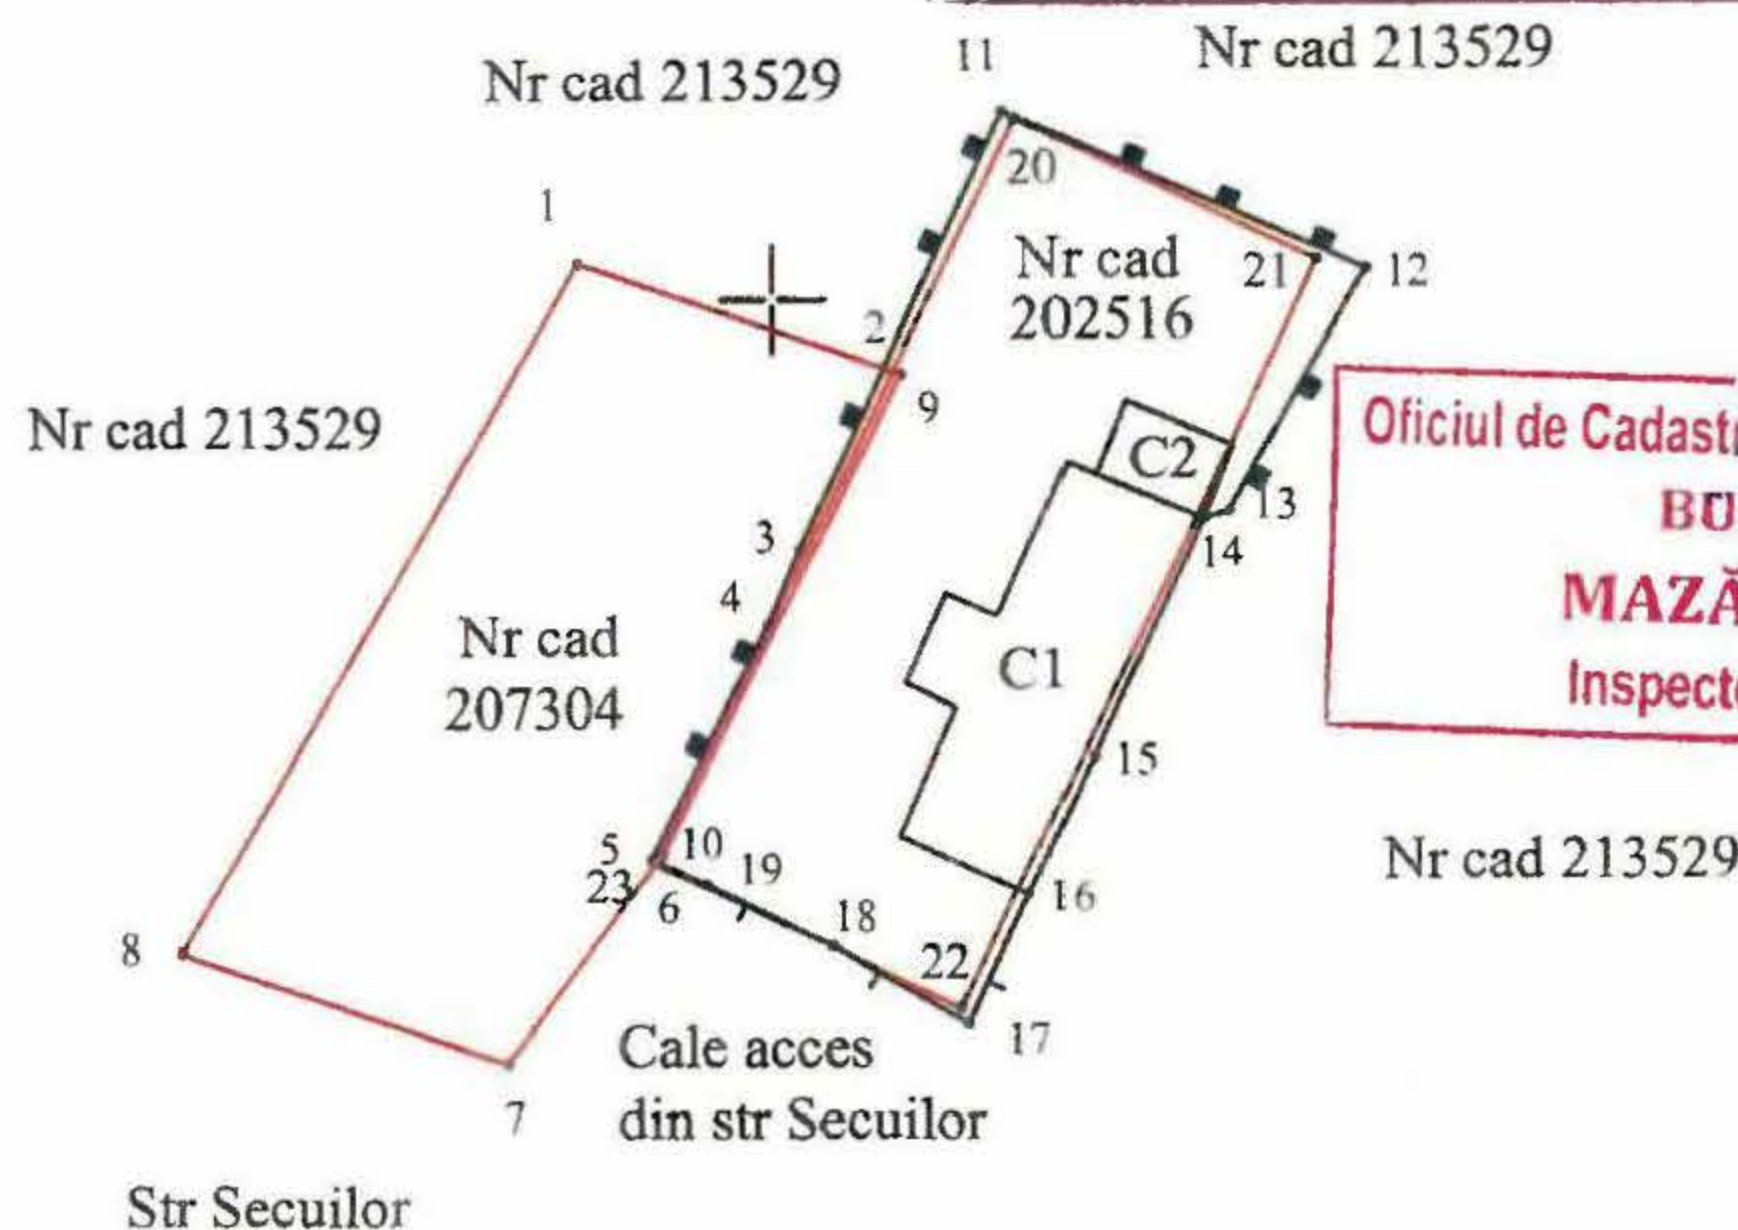 Nr cad 213529
11
Nr cad 213529
20
1
Nr cad
202516
21
12
2
9
Nr cad 213529
C2
Oficiul de Cadast
BU
MAZĂ
Inspect
13
14
3
4
Nr cad
207304
C1
15
5
10
19
23
6
18
16
Nr cad 213529
8
22
17
Cale acces
din str Secuilor
7
Str Secuilor